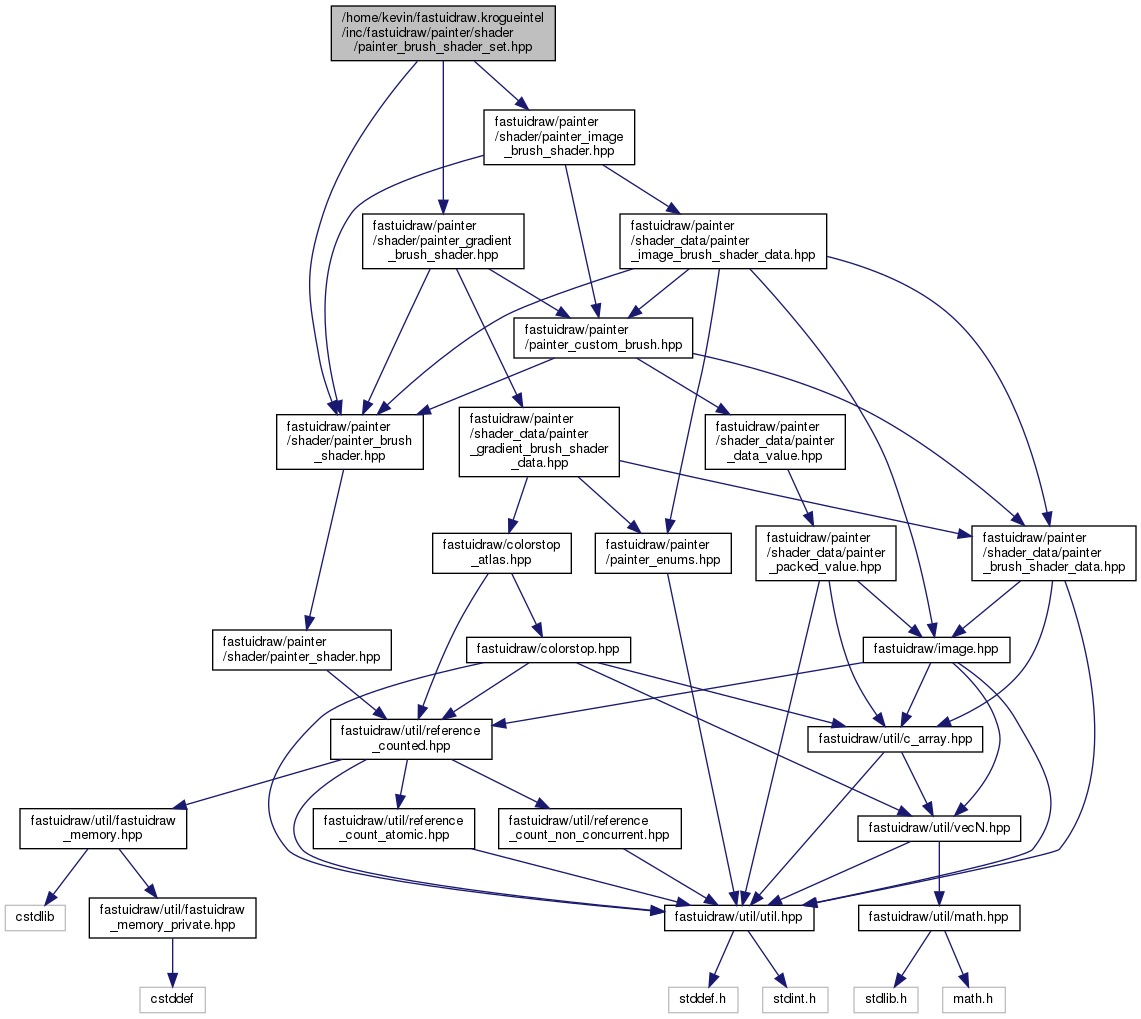 /home/kevin/fastuidraw.krogueintel
/inc/fastuidraw/painter/shader
/painter_brush_shader_set.hpp
fastuidraw/painter
/shader/painter_image
_brush_shader.hpp
fastuidraw/painter
/shader/painter_gradient
_brush_shader.hpp
fastuidraw/painter
/shader_data/painter
_image_brush_shader_data.hpp
fastuidraw/painter
/painter_custom_brush.hpp
fastuidraw/painter
/shader/painter_brush
_shader.hpp
fastuidraw/painter
/shader_data/painter
_gradient_brush_shader
_data.hpp
fastuidraw/painter
/shader_data/painter
_data_value.hpp
fastuidraw/colorstop
_atlas.hpp
fastuidraw/painter
/painter_enums.hpp
fastuidraw/painter
/shader_data/painter
_packed_value.hpp
fastuidraw/painter
/shader_data/painter
_brush_shader_data.hpp
fastuidraw/painter
/shader/painter_shader.hpp
fastuidraw/colorstop.hpp
fastuidraw/image.hpp
fastuidraw/util/reference
_counted.hpp
fastuidraw/util/c_array.hpp
fastuidraw/util/fastuidraw
_memory.hpp
fastuidraw/util/reference
_count_atomic.hpp
fastuidraw/util/reference
_count_non_concurrent.hpp
fastuidraw/util/vecN.hpp
cstdlib
fastuidraw/util/fastuidraw
_memory_private.hpp
fastuidraw/util/util.hpp
fastuidraw/util/math.hpp
cstddef
stddef.h
stdint.h
stdlib.h
math.h